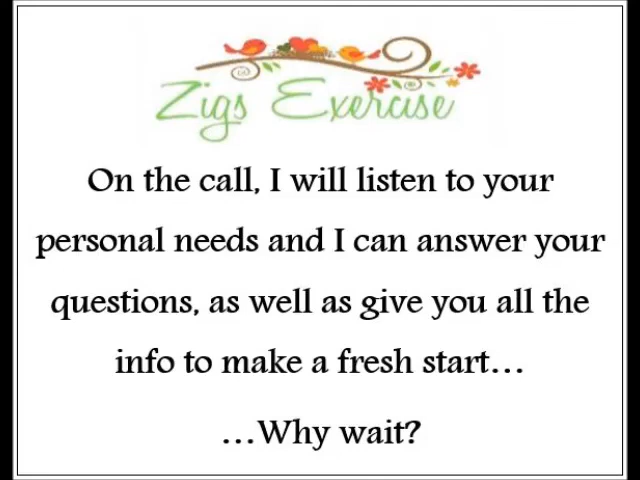 Zigs Exercise
On the call, I will listen to your
personal needs and I can answer your
questions, as well as give you all the
info to make a fresh start...
...Why wait?